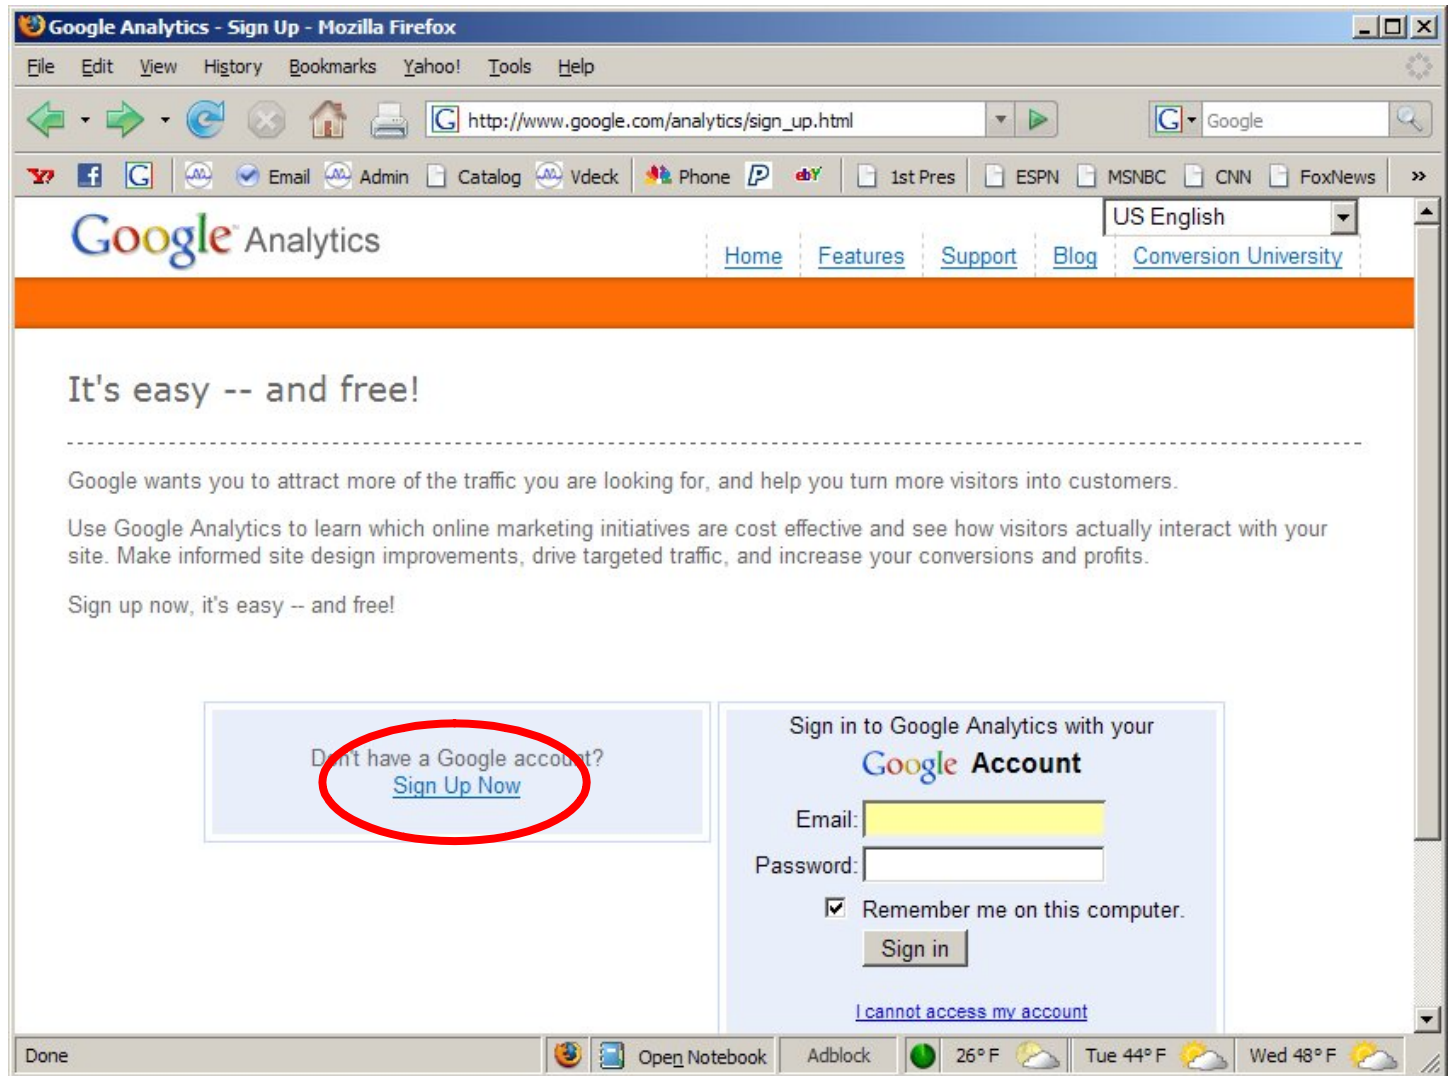 Google Analytics - Sign Up - Mozilla Firefox
File Edit View History Bookmarks Yahoo! Tools Help
G http://www.google.com/analytics/sign_up.html G Google
Y? f G Email Admin Catalog Vdeck Phone P ebY 1st Pres ESPN MSNBC CNN FoxNews »
US English
Google™ Analytics
Home Features Support Blog Conversion University
It's easy -- and free!
Google wants you to attract more of the traffic you are looking for, and help you turn more visitors into customers.
Use Google Analytics to learn which online marketing initiatives are cost effective and see how visitors actually interact with your
site. Make informed site design improvements, drive targeted traffic, and increase your conversions and profits.
Sign up now, it's easy -- and free!
Don't have a Google account?
Sign Up Now
Sign in to Google Analytics with your
Google Account
Email:
Password:
Remember me on this computer.
Sign in
I cannot access my account
Done Open Notebook Adblock 26° F Tue 44° F Wed 48° F